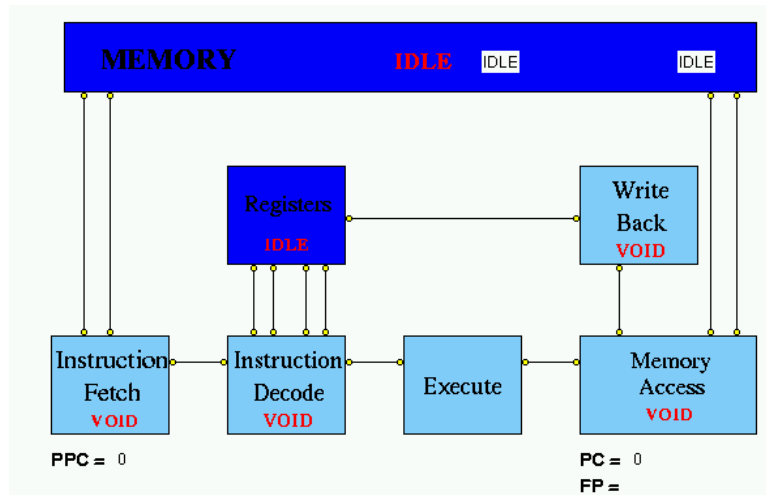 MEMORY IDLE IDLE IDLE
Registers
IDLE
Write
Back
VOID
Instruction
Fetch
VOID
Instruction
Decode
VOID
Execute
Memory
Access
VOID
PPC = 0
PC = 0
FP =